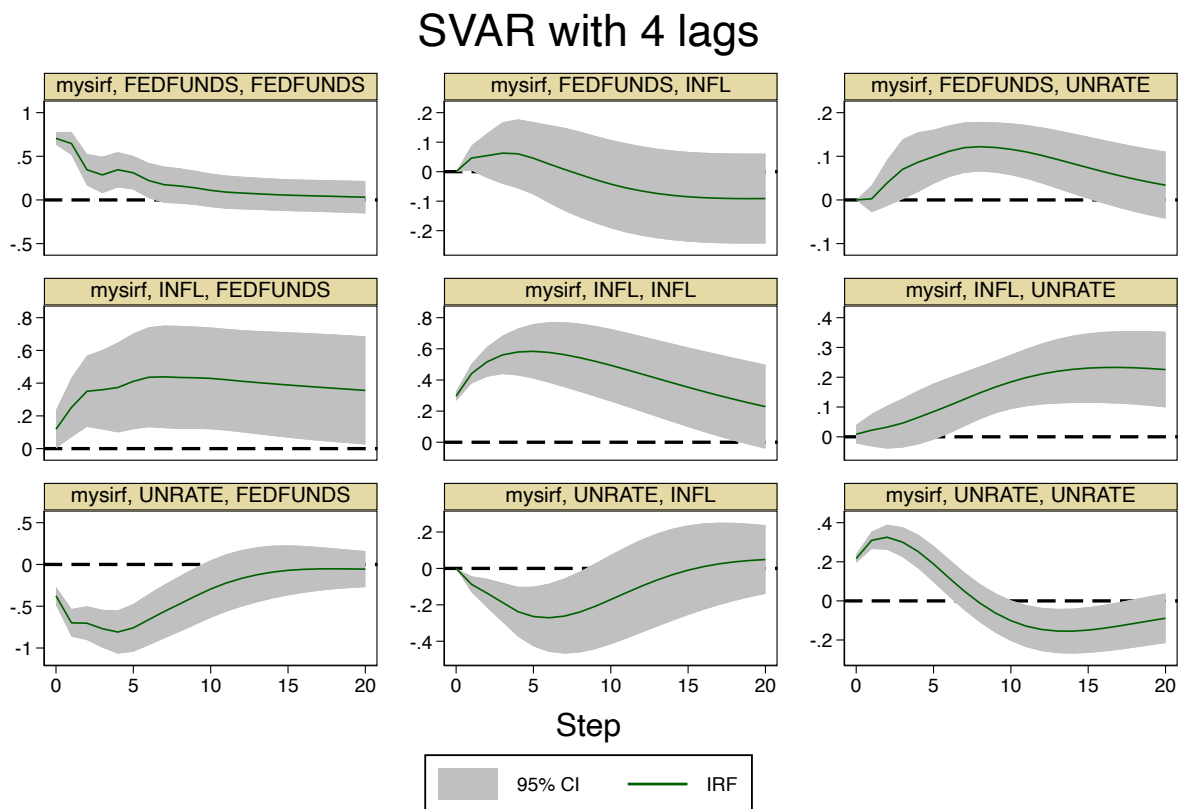 SVAR with 4 lags
mysirf, FEDFUNDS, FEDFUNDS
mysirf, FEDFUNDS, INFL
mysirf, FEDFUNDS, UNRATE
1
.5
0
-.5
.2
.1
0
-.1
-.2
.2
.1
0
-.1
mysirf, INFL, FEDFUNDS
mysirf, INFL, INFL
mysirf, INFL, UNRATE
.8
.6
.4
.2
0
.8
.6
.4
.2
0
.4
.3
.2
.1
0
mysirf, UNRATE, FEDFUNDS
mysirf, UNRATE, INFL
mysirf, UNRATE, UNRATE
.5
0
-.5
-1
.2
0
-.2
-.4
.4
.2
0
-.2
0 5 10 15 20
0 5 10 15 20
0 5 10 15 20
Step
95% CI
IRF